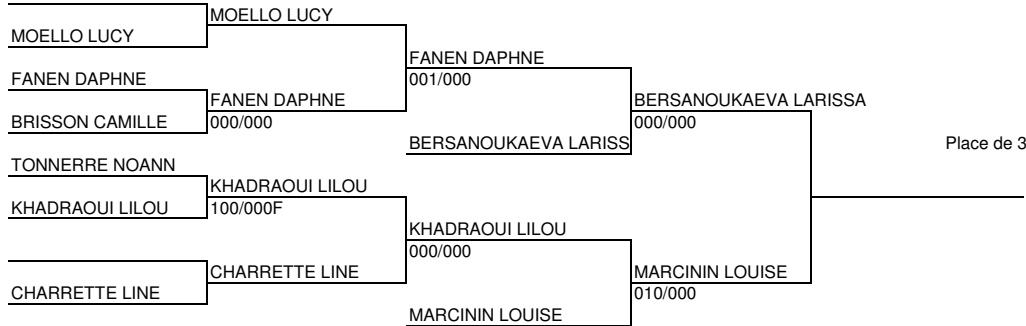 MOELLO LUCY
MOELLO LUCY
FANEN DAPHNE
001/000
FANEN DAPHNE
FANEN DAPHNE
000/000
BRISSON CAMILLE
BERSANOUKAEVA LARISSA
000/000
BERSANOUKAEVA LARISS
Place de 3
TONNERRE NOANN
KHADRAOUI LILOU
100/000F
KHADRAOUI LILOU
KHADRAOUI LILOU
000/000
CHARRETTE LINE
CHARRETTE LINE
MARCININ LOUISE
010/000
MARCININ LOUISE